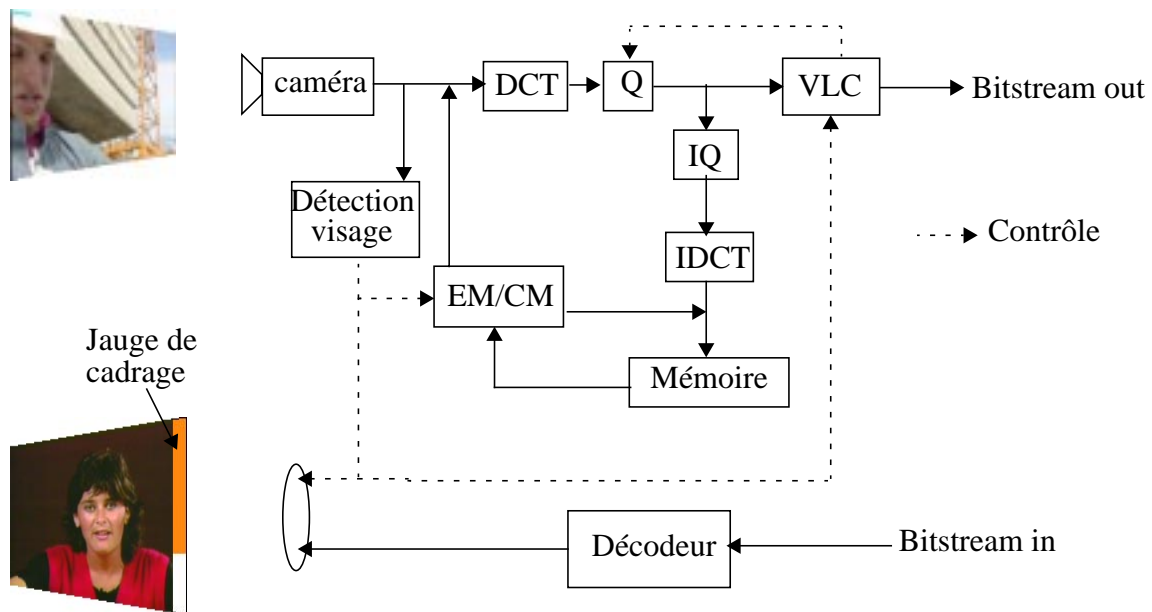 caméra
DCT
Q
VLC
Bitstream out
IQ
Détection
visage
Contrôle
IDCT
EM/CM
Jauge de
cadrage
Mémoire
Décodeur
Bitstream in